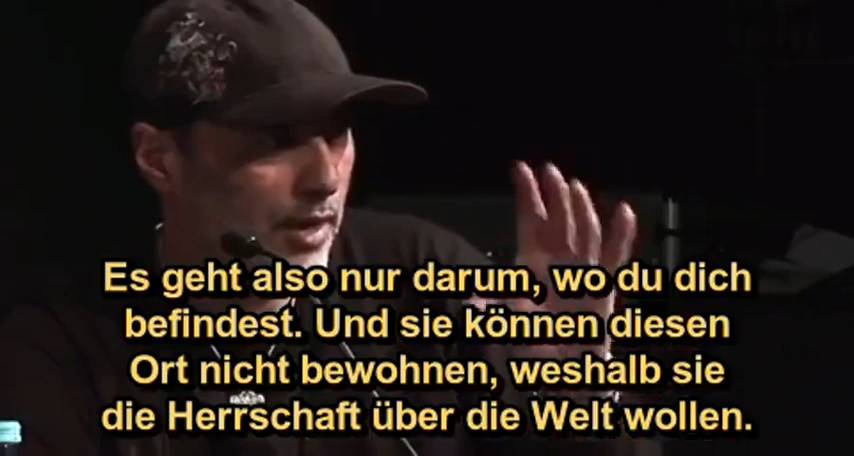 Es geht also nur darum, wo du dich
befindest. Und sie können diesen
Ort nicht bewohnen, weshalb sie
die Herrschaft über die Welt wollen.